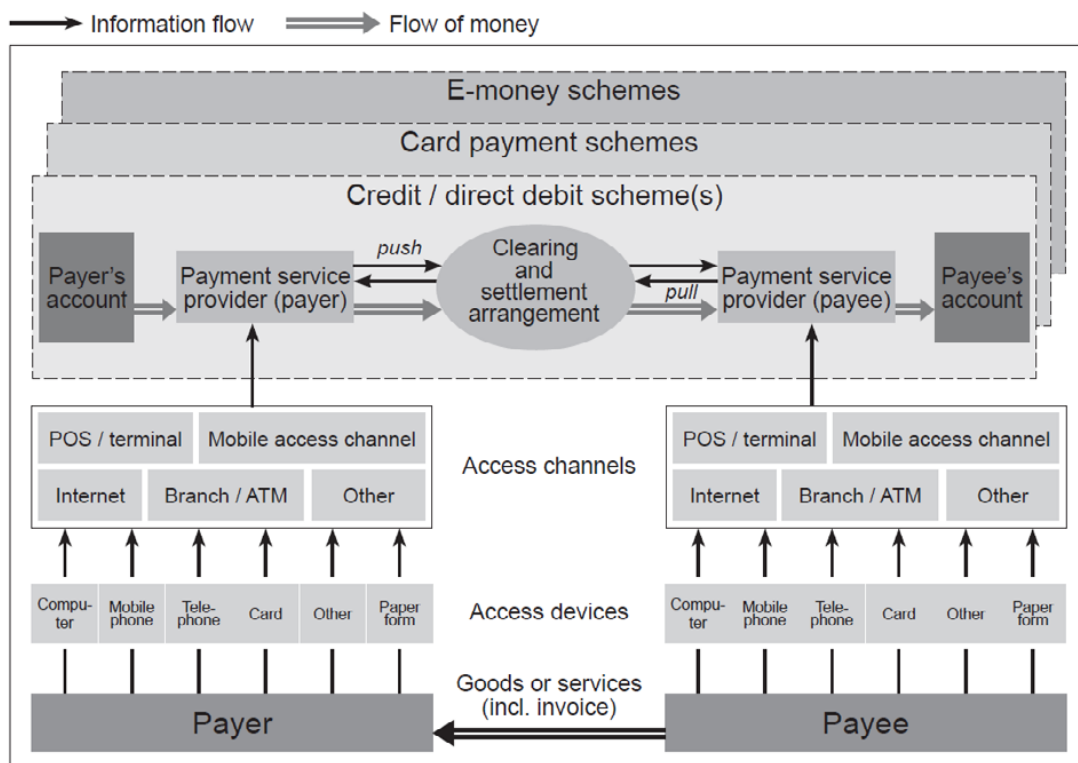 Information flow
Flow of money
E-money schemes
Card payment schemes
Credit / direct debit scheme(s)
Payer's
account
Payment service
provider (payer)
push
Clearing
and
settlement
arrangement
pull
Payment service
provider (payee)
Payee's
account
POS / terminal
Mobile access channel
Internet
Branch / ATM
Other
Access channels
POS / terminal
Mobile access channel
Internet
Branch / ATM
Other
Compu-
ter
Mobile
phone
Tele-
phone
Card
Other
Paper
form
Access devices
Compu-
ter
Mobile
phone
Tele-
phone
Card
Other
Paper
form
Goods or services
(incl. invoice)
Payer
Payee